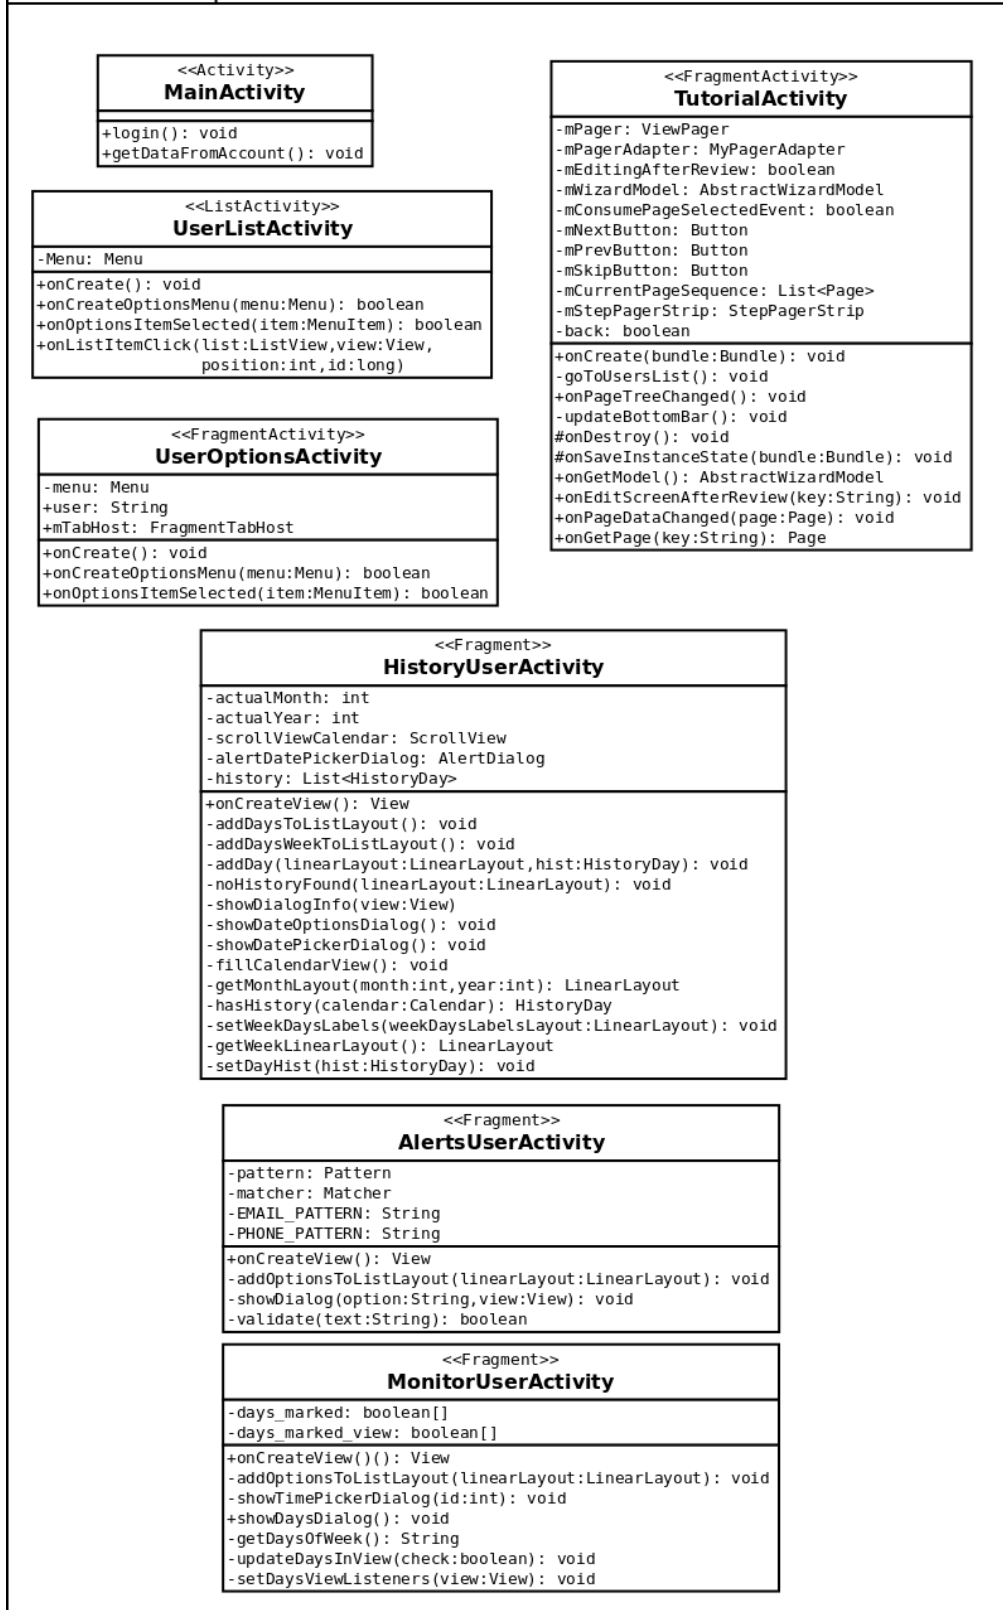 <<Activity>>
MainActivity
+login(): void
+getDataFromAccount(): void
<<ListActivity>>
UserListActivity
-Menu: Menu
+onCreate(): void
+onCreateOptionsMenu(menu:Menu): boolean
+onOptionsItemSelected(item:MenuItem): boolean
+onListItemClick(list:ListView,view:View,
position:int,id:long)
<<FragmentActivity>>
UserOptionsActivity
-menu: Menu
+user: String
+mTabHost: FragmentTabHost
+onCreate(): void
+onCreateOptionsMenu(menu:Menu): boolean
+onOptionsItemSelected(item:MenuItem): boolean
<<FragmentActivity>>
TutorialActivity
-mPager: ViewPager
-mPagerAdapter: MyPagerAdapter
-mEditingAfterReview: boolean
-mWizardModel: AbstractWizardModel
-mConsumePageSelectedEvent: boolean
-mNextButton: Button
-mPrevButton: Button
-mSkipButton: Button
-mCurrentPageSequence: List<Page>
-mStepPagerStrip: StepPagerStrip
-back: boolean
+onCreate(bundle:Bundle): void
-goToUsersList(): void
+onPageTreeChanged(): void
-updateBottomBar(): void
#onDestroy(): void
#onSaveInstanceState(bundle:Bundle): void
+onGetModel(): AbstractWizardModel
+onEditScreenAfterReview(key:String): void
+onPageDataChanged(page:Page): void
+onGetPage(key:String): Page
<<Fragment>>
HistoryUserActivity
-actualMonth: int
-actualYear: int
-scrollViewCalendar: ScrollView
-alertDatePickerDialog: AlertDialog
-history: List<HistoryDay>
+onCreateView(): View
-addDaysToListLayout(): void
-addDaysWeekToListLayout(): void
-addDay(linearLayout:LinearLayout,hist:HistoryDay): void
-noHistoryFound(linearLayout:LinearLayout): void
-showDialogInfo(view:View)
-showDateOptionsDialog(): void
-showDatePickerDialog(): void
-fillCalendarView(): void
-getMonthLayout(month:int,year:int): LinearLayout
-hasHistory(calendar:Calendar): HistoryDay
-setWeekDaysLabels(weekDaysLabelsLayout:LinearLayout): void
-getWeekLinearLayout(): LinearLayout
-setDayHist(hist:HistoryDay): void
<<Fragment>>
AlertsUserActivity
-pattern: Pattern
-matcher: Matcher
-EMAIL_PATTERN: String
-PHONE_PATTERN: String
+onCreateView(): View
-addOptionsToListLayout(linearLayout:LinearLayout): void
-showDialog(option:String,view:View): void
-validate(text:String): boolean
<<Fragment>>
MonitorUserActivity
-days_marked: boolean[]
-days_marked_view: boolean[]
+onCreateView()(): View
-addOptionsToListLayout(linearLayout:LinearLayout): void
-showTimePickerDialog(id:int): void
+showDaysDialog(): void
-getDaysOfWeek(): String
-updateDaysInView(check:boolean): void
-setDaysViewListeners(view:View): void